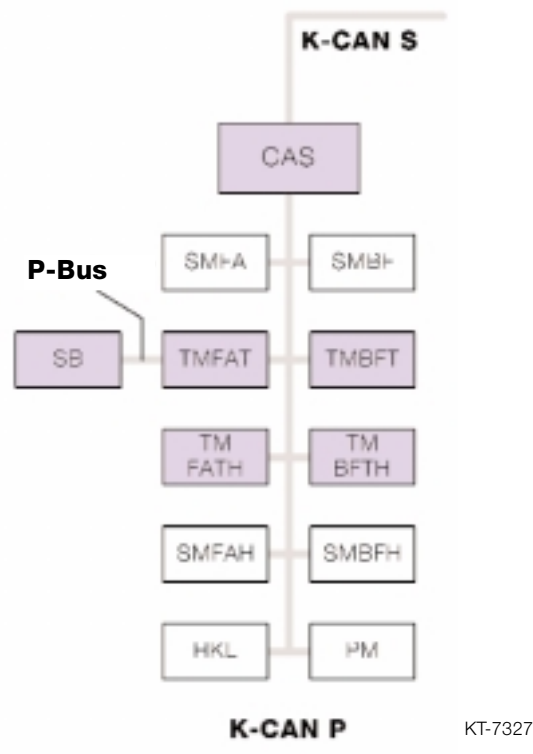 K-CAN S
CAS
SMFA
SMBF
P-Bus
SB
TMFAT
TMBFT
TM
FATH
TM
BFTH
SMFAH
SMBFH
HKL
PM
K-CAN P
KT-7327